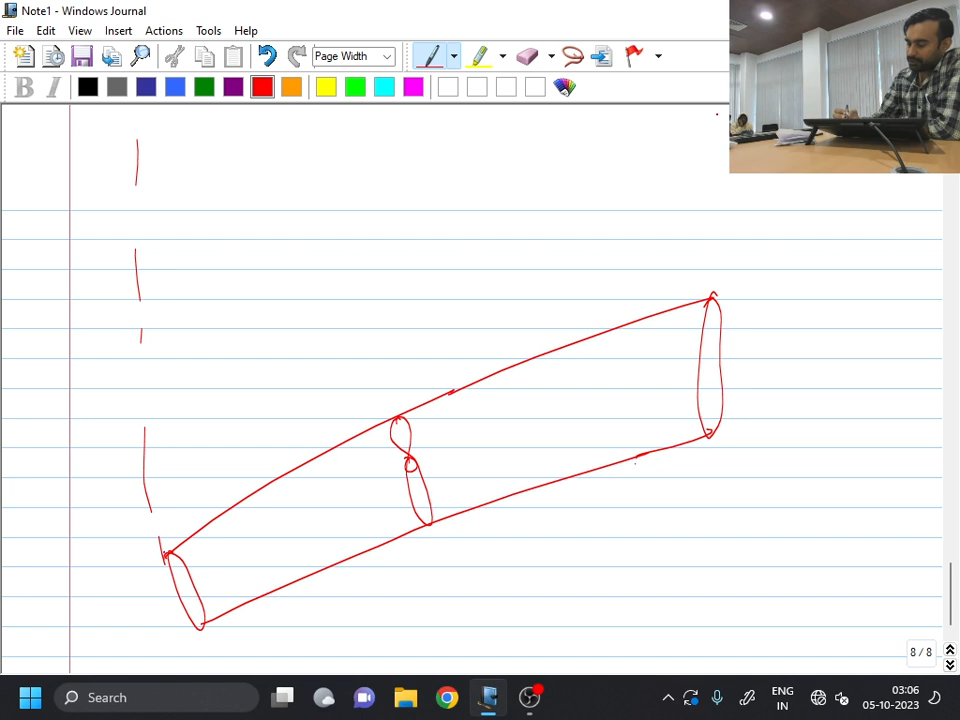 Note1 - Windows Journal
File Edit View Insert Actions Tools Help
Page Width
B I
8 / 8
Search
ENG
IN
03:06
05-10-2023